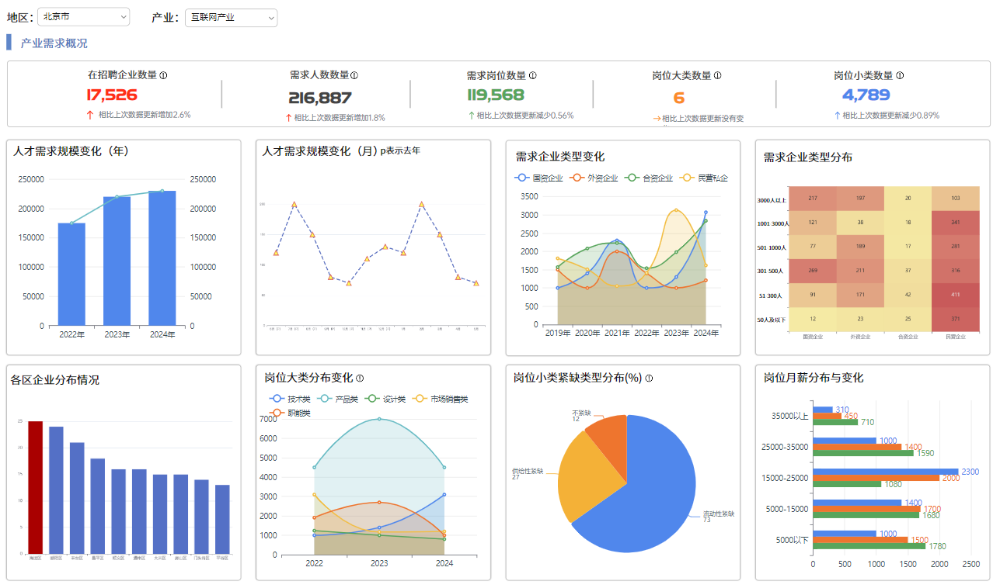 地区： 北京市 产业： 互联网产业
产业需求概况
在招聘企业数量
17,526
相比上次数据更新增加2.6%
需求人数数量
216,887
相比上次数据更新增加1.8%
需求岗位数量
119,568
相比上次数据更新减少0.56%
岗位大类数量
6
相比上次数据更新没有变
岗位小类数量
4,789
相比上次数据更新减少0.89%
人才需求规模变化（年）
250000 250000
200000 200000
150000 150000
100000 100000
50000 50000
0 0
2022年 2023年 2024年
人才需求规模变化（月）p表示去年
需求企业类型变化
国资企业 外资企业 合资企业 民营私企
3500
3000
2500
2000
1500
1000
500
0
2019年 2020年 2021年 2022年 2023年 2024年
需求企业类型分布
3000人以上 217 197 20 103
1001 3000人 121 38 18 341
501 1000人 77 189 17 281
301 500人 269 211 37 316
51 300人 91 171 42 411
50人及以下 12 23 25 371
国资企业 外资企业 合资企业 民营企业
各区企业分布情况
25
20
15
10
5
0
海淀区 朝阳区 丰台区 昌平区 顺义区 通州区 大兴区 房山区 门头沟区 平谷区
岗位大类分布变化
技术类 产品类 设计类 市场销售类
职能类
7000
6000
5000
4000
3000
2000
1000
0
2022 2023 2024
岗位小类紧缺类型分布(%)
不紧缺
12
供给性紧缺
27
流动性紧缺
73
岗位月薪分布与变化
35000以上 310
450
710
25000-35000 1000
1400
1590
15000-25000 2300
2000
1080
5000-15000 1400
1700
1680
5000以下 1000
1500
1780
0 500 1000 1500 2000 2500